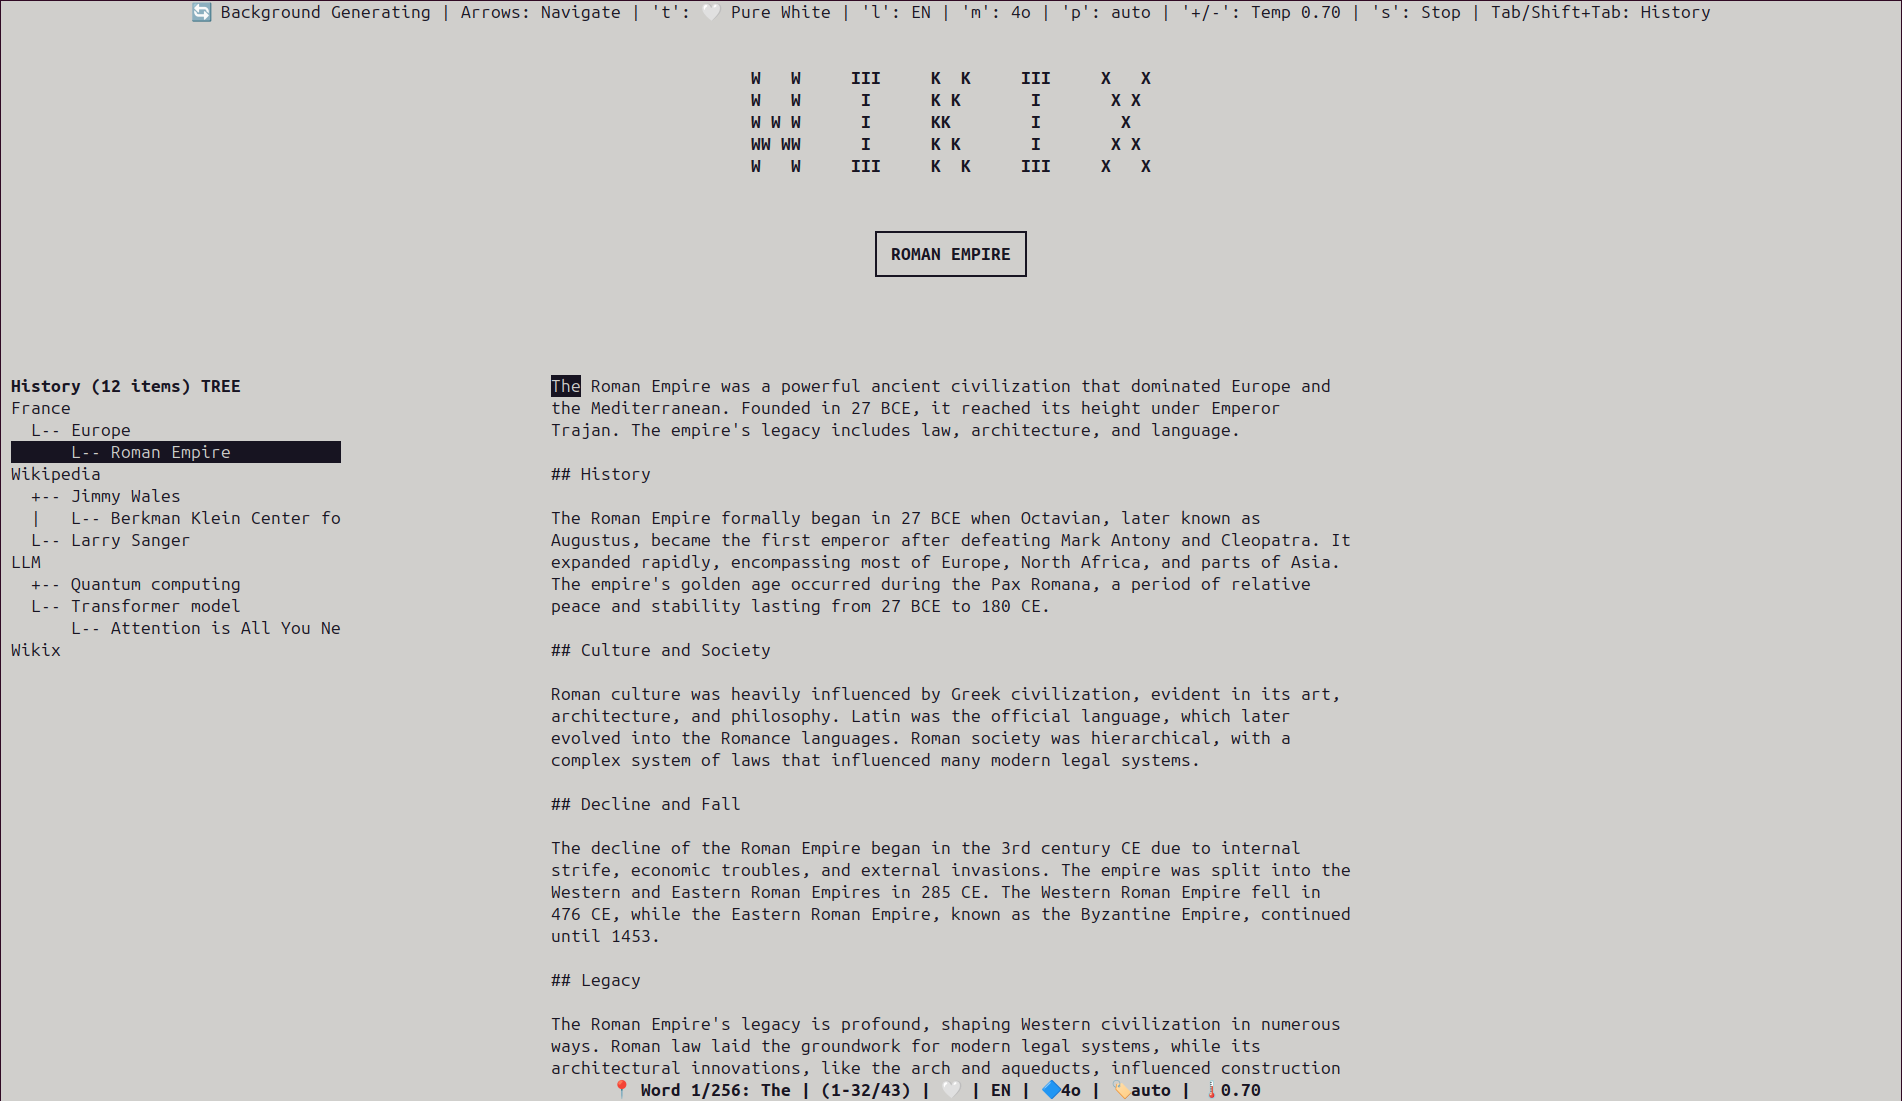 🔄 Background Generating | Arrows: Navigate | 't': 🤍 Pure White | 'l': EN | 'm': 4o | 'p': auto | '+/-': Temp 0.70 | 's': Stop | Tab/Shift+Tab: History
W   W     III     K  K     III     X   X
W   W      I      K K       I       X X
W W W      I      KK        I        X
WW WW      I      K K       I       X X
W   W     III     K  K     III     X   X
ROMAN EMPIRE
History (12 items) TREE
France
  L-- Europe
      L-- Roman Empire
Wikipedia
  +-- Jimmy Wales
  |   L-- Berkman Klein Center fo
  L-- Larry Sanger
LLM
  +-- Quantum computing
  L-- Transformer model
      L-- Attention is All You Ne
Wikix
The Roman Empire was a powerful ancient civilization that dominated Europe and
the Mediterranean. Founded in 27 BCE, it reached its height under Emperor
Trajan. The empire's legacy includes law, architecture, and language.
## History
The Roman Empire formally began in 27 BCE when Octavian, later known as
Augustus, became the first emperor after defeating Mark Antony and Cleopatra. It
expanded rapidly, encompassing most of Europe, North Africa, and parts of Asia.
The empire's golden age occurred during the Pax Romana, a period of relative
peace and stability lasting from 27 BCE to 180 CE.
## Culture and Society
Roman culture was heavily influenced by Greek civilization, evident in its art,
architecture, and philosophy. Latin was the official language, which later
evolved into the Romance languages. Roman society was hierarchical, with a
complex system of laws that influenced many modern legal systems.
## Decline and Fall
The decline of the Roman Empire began in the 3rd century CE due to internal
strife, economic troubles, and external invasions. The empire was split into the
Western and Eastern Roman Empires in 285 CE. The Western Roman Empire fell in
476 CE, while the Eastern Roman Empire, known as the Byzantine Empire, continued
until 1453.
## Legacy
The Roman Empire's legacy is profound, shaping Western civilization in numerous
ways. Roman law laid the groundwork for modern legal systems, while its
architectural innovations, like the arch and aqueducts, influenced construction
📍 Word 1/256: The | (1-32/43) | 🤍 | EN | 🔷4o | 🏷️auto | 🌡️0.70